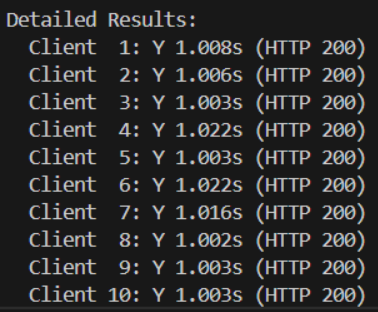 Detailed Results:
  Client  1: Y 1.008s (HTTP 200)
  Client  2: Y 1.006s (HTTP 200)
  Client  3: Y 1.003s (HTTP 200)
  Client  4: Y 1.022s (HTTP 200)
  Client  5: Y 1.003s (HTTP 200)
  Client  6: Y 1.022s (HTTP 200)
  Client  7: Y 1.016s (HTTP 200)
  Client  8: Y 1.002s (HTTP 200)
  Client  9: Y 1.003s (HTTP 200)
  Client 10: Y 1.003s (HTTP 200)